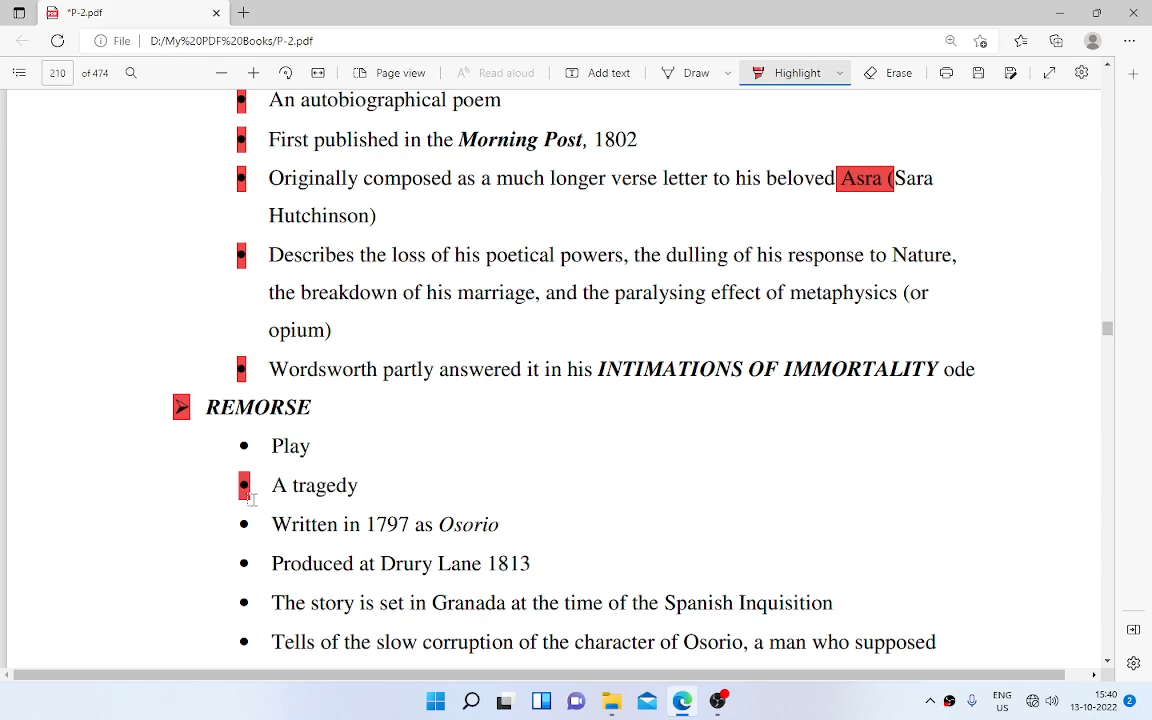 *P-2.pdf
File D:/My%20PDF%20Books/P-2.pdf
210 of 474 Page view Read aloud Add text Draw Highlight Erase
• An autobiographical poem
• First published in the Morning Post, 1802
• Originally composed as a much longer verse letter to his beloved Asra (Sara
Hutchinson)
• Describes the loss of his poetical powers, the dulling of his response to Nature,
the breakdown of his marriage, and the paralysing effect of metaphysics (or
opium)
• Wordsworth partly answered it in his INTIMATIONS OF IMMORTALITY ode
➤ REMORSE
• Play
• A tragedy
• Written in 1797 as Osorio
• Produced at Drury Lane 1813
• The story is set in Granada at the time of the Spanish Inquisition
• Tells of the slow corruption of the character of Osorio, a man who supposed
ENG 15:40
US 13-10-2022 2